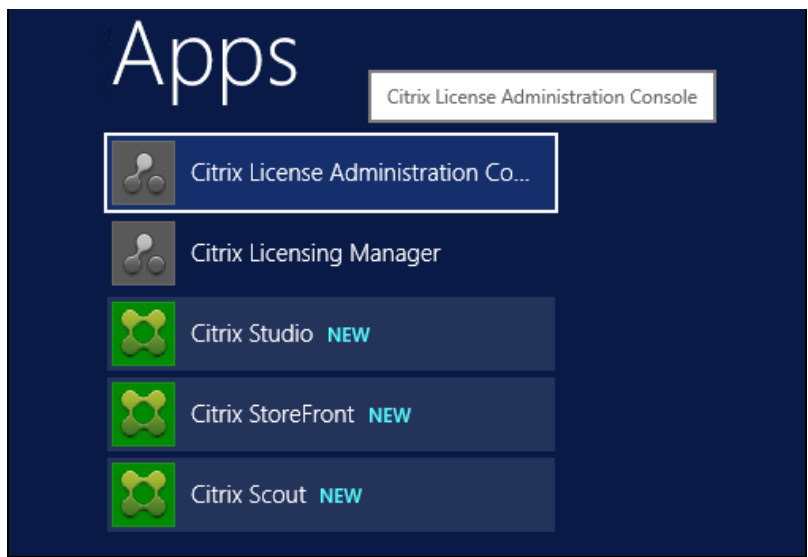 Apps
Citrix License Administration Console
Citrix License Administration Co...
Citrix Licensing Manager
Citrix Studio NEW
Citrix StoreFront NEW
Citrix Scout NEW